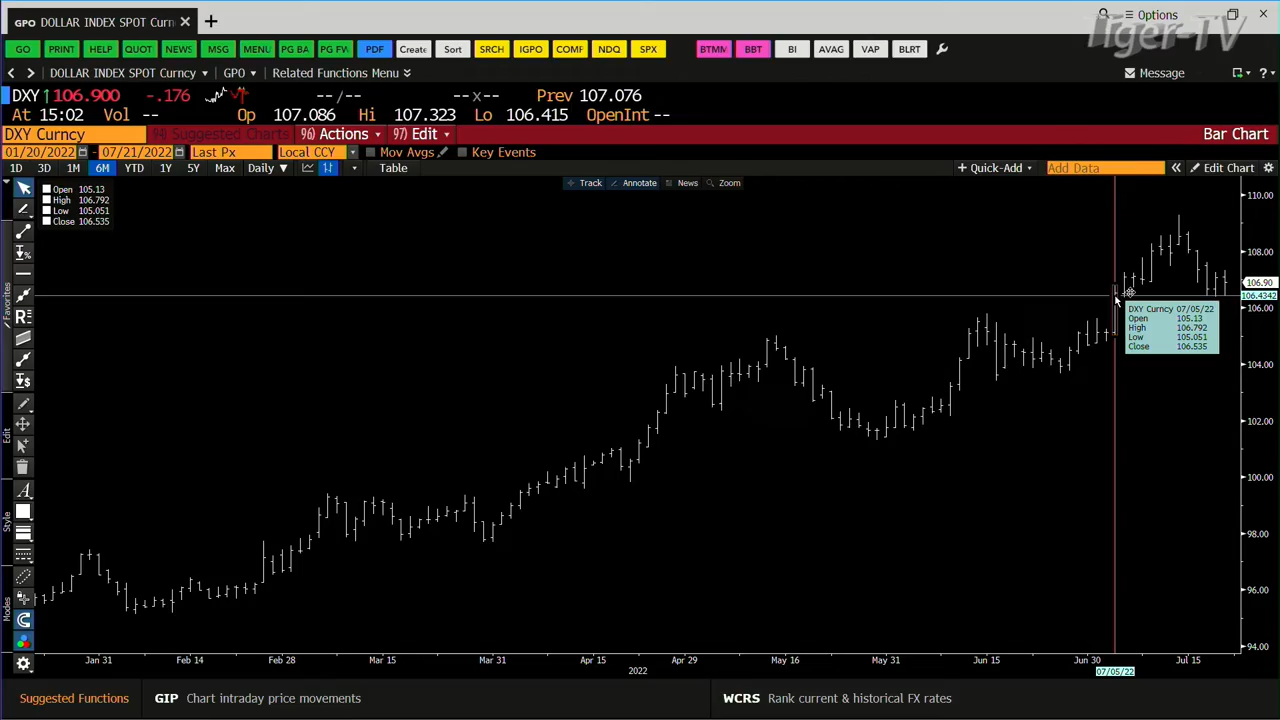 GPO DOLLAR INDEX SPOT Curn
Options
Tiger-TV
GO PRINT HELP QUOT NEWS MSG MENU PG BA PG FV PDF Create Sort SRCH IGPO COMF NDQ SPX BTMM BBT BI AVAG VAP BLRT
DOLLAR INDEX SPOT Curncy GPO Related Functions Menu Message ?
DXY 106.900 -.176 --/-- --x-- Prev 107.076
At 15:02 Vol -- Op 107.086 Hi 107.323 Lo 106.415 OpenInt --
DXY Curncy 94) Suggested Charts 96) Actions 97) Edit Bar Chart
01/20/2022 - 07/21/2022 Last Px Local CCY Mov Avgs Key Events
1D 3D 1M 6M YTD 1Y 5Y Max Daily Table + Quick-Add Add Data Edit Chart
Track Annotate News Zoom
Open 105.13
High 106.792
Low 105.051
Close 106.535
110.00
108.00
106.90
106.4342
106.00
104.00
102.00
100.00
98.00
96.00
94.00
DXY Curncy 07/05/22
Open 105.13
High 106.792
Low 105.051
Close 106.535
Favorites
Edit
Style
Modes
Jan 31 Feb 14 Feb 28 Mar 15 Mar 31 Apr 15 Apr 29 May 16 May 31 Jun 15 Jun 30 Jul 15
2022
07/05/22
Suggested Functions GIP Chart intraday price movements WCRS Rank current & historical FX rates